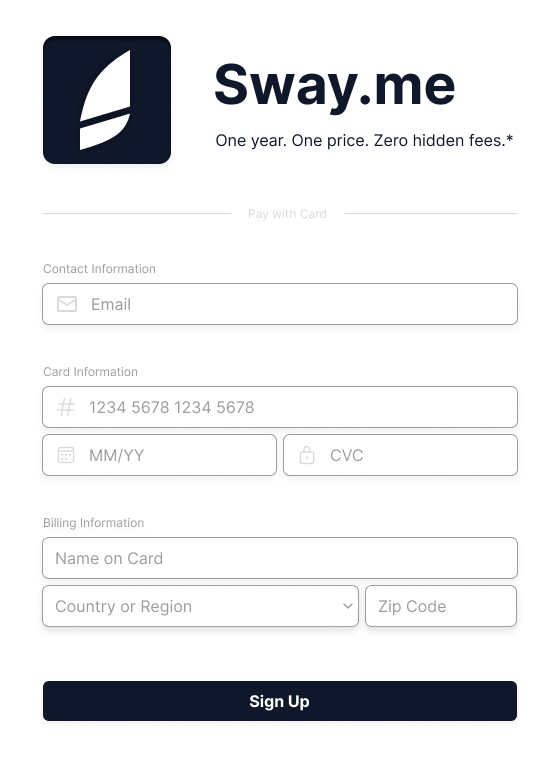 Sway.me
One year. One price. Zero hidden fees.*
Pay with Card
Contact Information
Email
Card Information
1234 5678 1234 5678
MM/YY
CVC
Billing Information
Name on Card
Country or Region
Zip Code
Sign Up